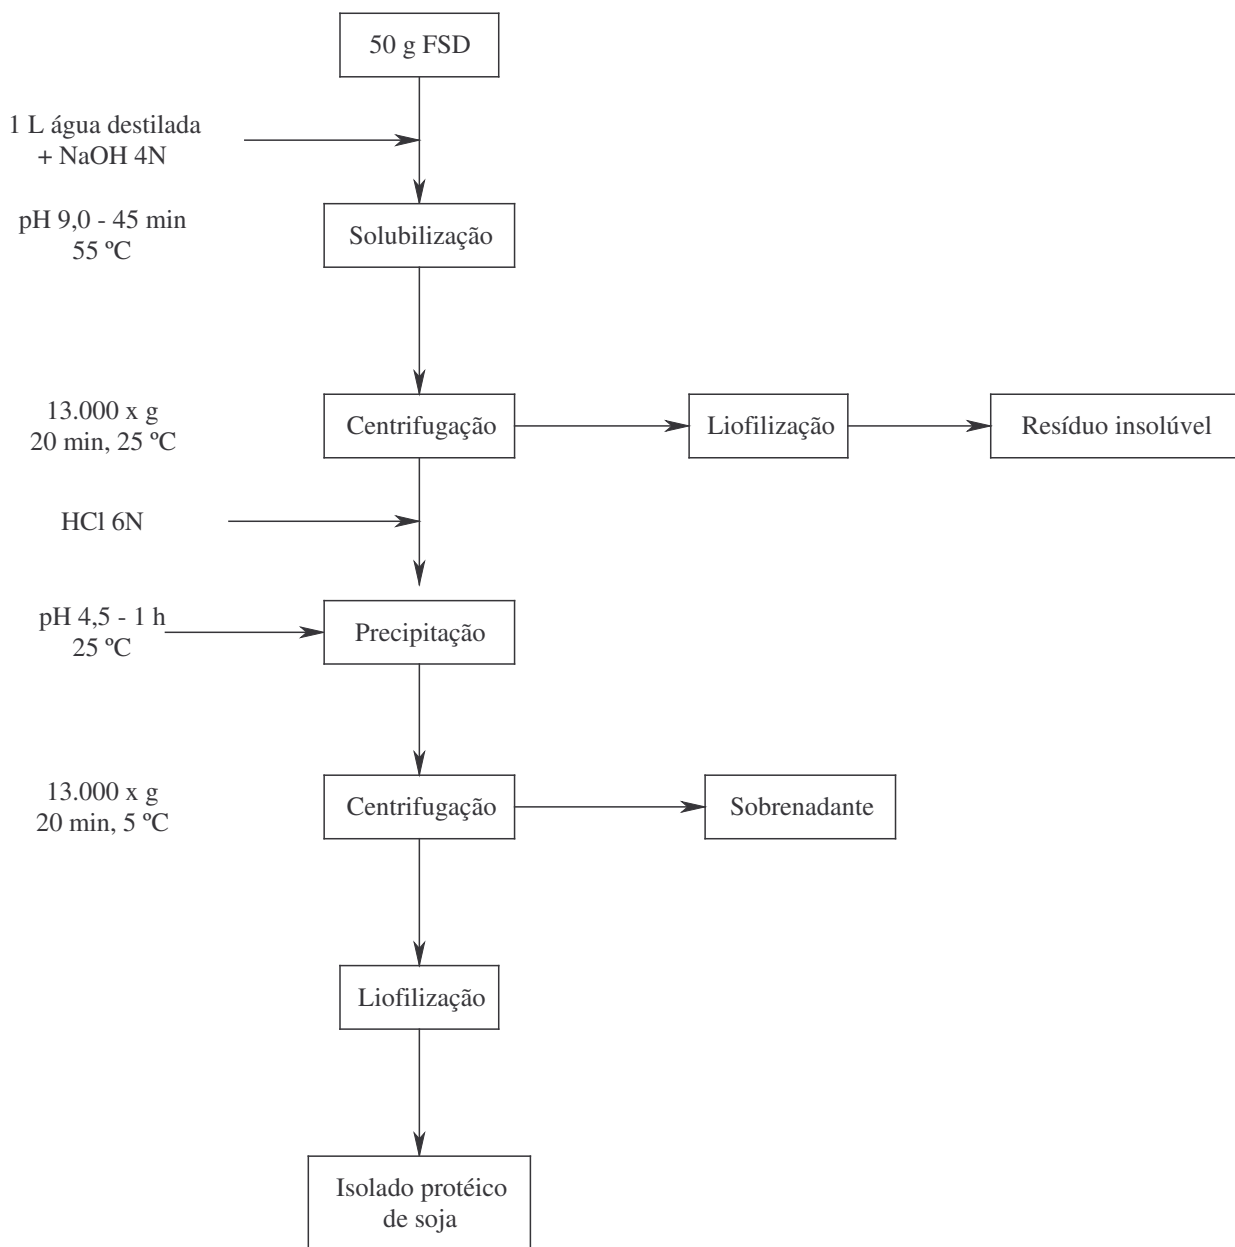 50 g FSD
1 L água destilada
+ NaOH 4N
pH 9,0 - 45 min
55 ºC
Solubilização
13.000 x g
20 min, 25 ºC
Centrifugação
Liofilização
Resíduo insolúvel
HCl 6N
pH 4,5 - 1 h
25 ºC
Precipitação
13.000 x g
20 min, 5 ºC
Centrifugação
Sobrenadante
Liofilização
Isolado protéico
de soja